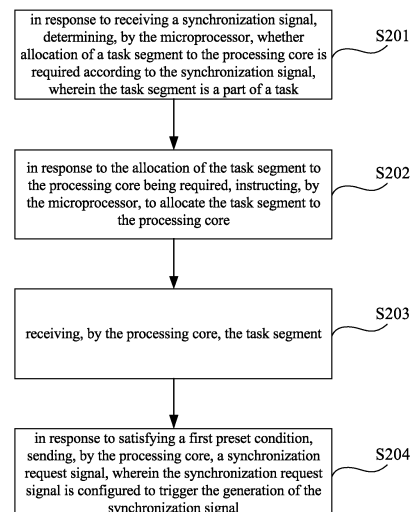 in response to receiving a synchronization signal,
determining, by the microprocessor, whether
allocation of a task segment to the processing core is
required according to the synchronization signal,
wherein the task segment is a part of a task
S201
in response to the allocation of the task segment to
the processing core being required, instructing, by
the microprocessor, to allocate the task segment to
the processing core
S202
receiving, by the processing core, the task segment
S203
in response to satisfying a first preset condition,
sending, by the processing core, a synchronization
request signal, wherein the synchronization request
signal is configured to trigger the generation of the
synchronization signal
S204